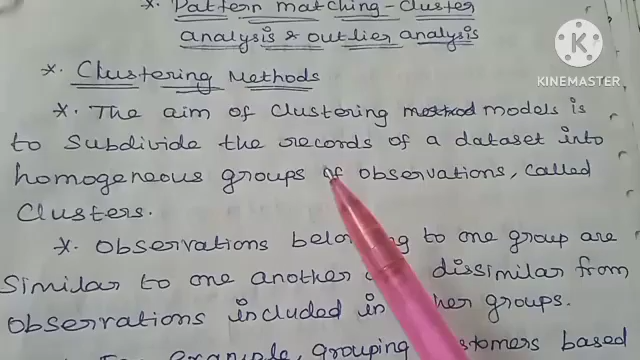 *. Pattern matching - cluster
analysis & outlier analysis
*. Clustering Methods
*. The aim of clustering method models is
to subdivide the records of a dataset into
homogeneous groups of observations, called
clusters.
*. Observations belonging to one group are
similar to one another dissimilar from
observations included in other groups.
example, grouping customers based
KINEMASTER